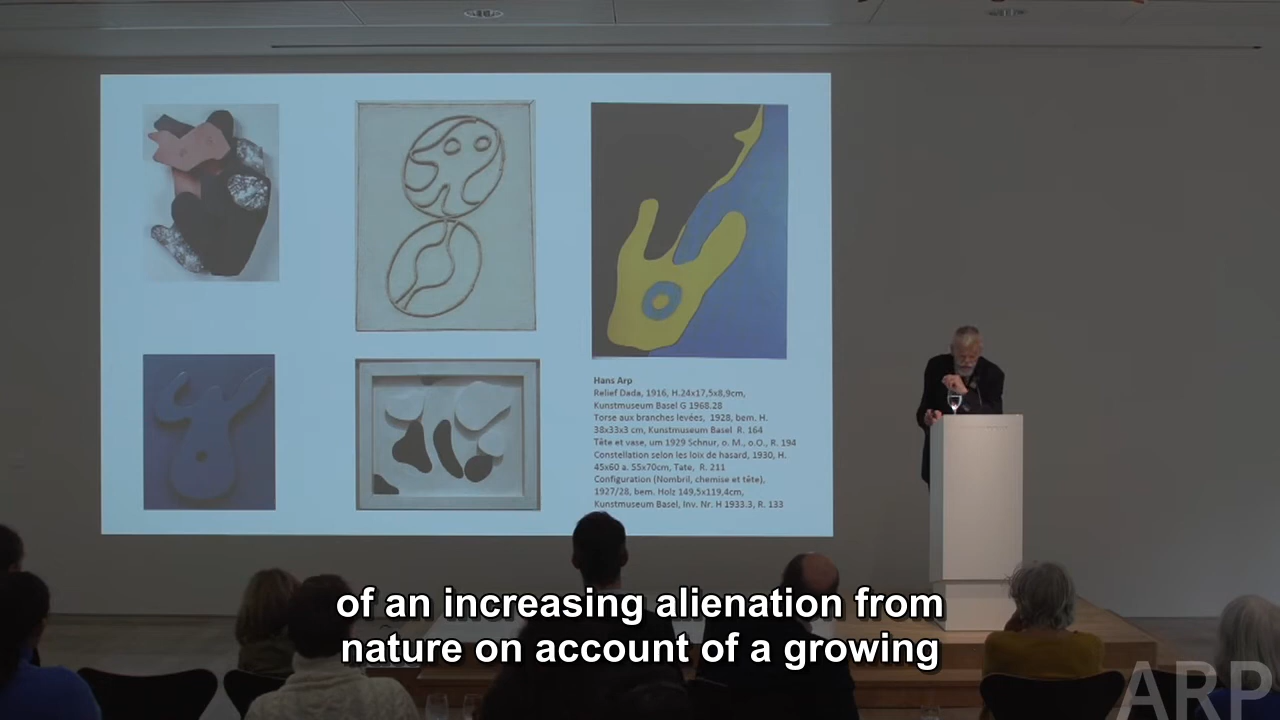 Hans Arp
Relief Dada, 1916, H.24x17,5x8,9cm,
Kunstmuseum Basel G 1968.28
Torse aux branches levées, 1928, bem. H.
38x33x3 cm, Kunstmuseum Basel R. 164
Tête et vase, um 1929 Schnur, o. M., o.O., R. 194
Constellation selon les loix de hasard, 1930, H.
45x60 a. 55x70cm, Tate, R. 211
Configuration (Nombril, chemise et tête),
1927/28, bem. Holz 149,5x119,4cm,
Kunstmuseum Basel, Inv. Nr. H 1933.3, R. 133
of an increasing alienation from
nature on account of a growing
ARP